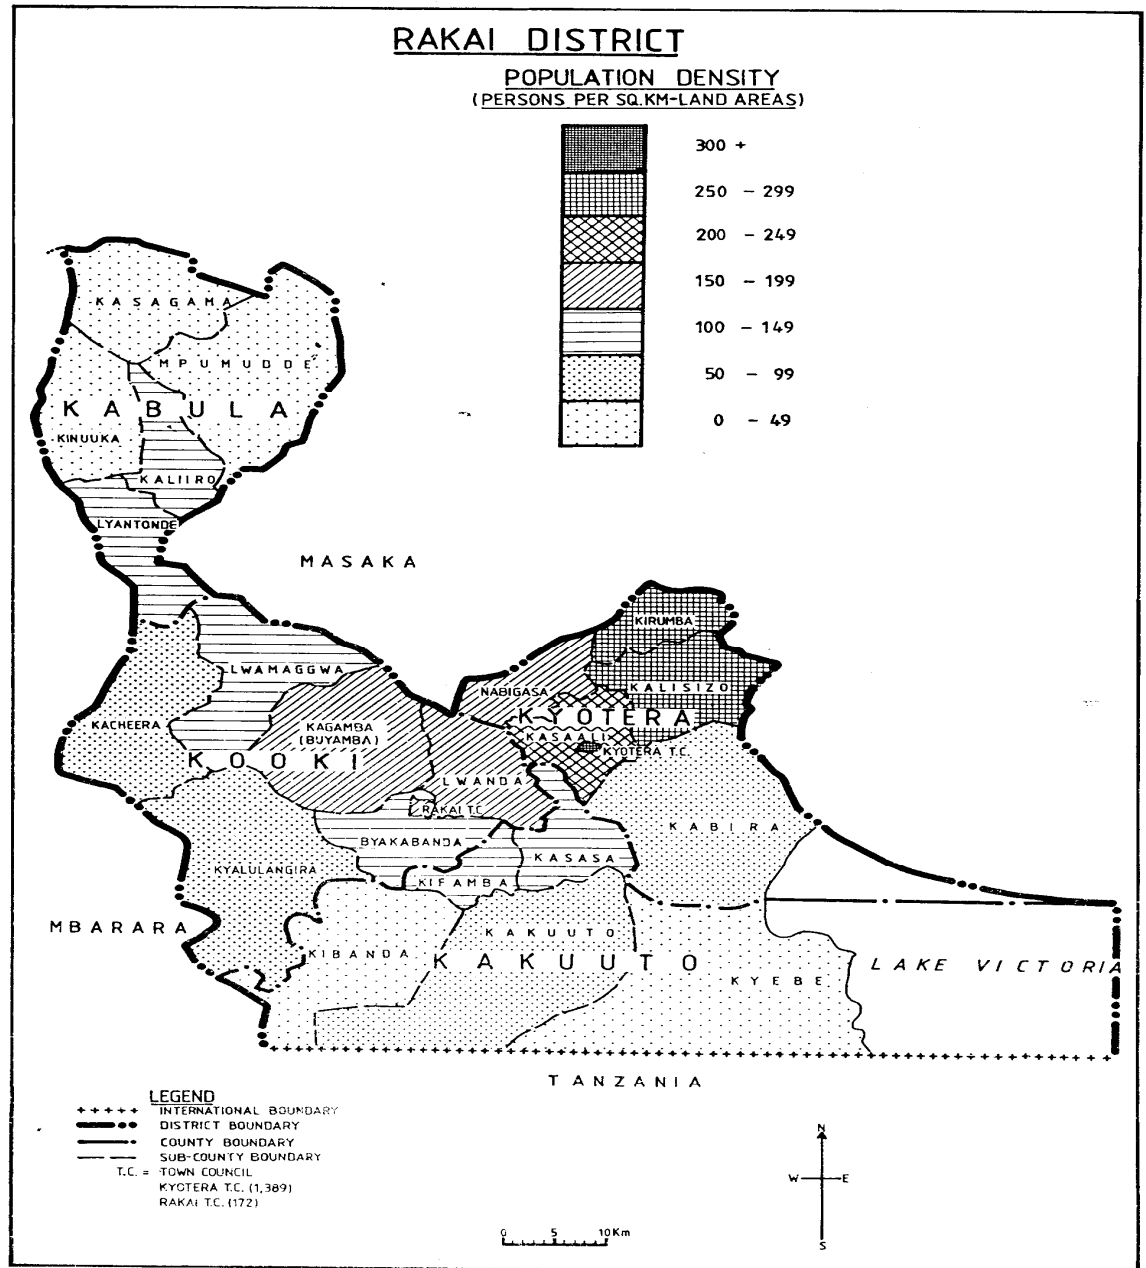 RAKAI DISTRICT
POPULATION DENSITY
(PERSONS PER SQ.KM-LAND AREAS)
300 +
250 - 299
200 - 249
150 - 199
100 - 149
50 - 99
0 - 49
KASAGAMA
MPUMUDDE
KABULA
KINUUKA
KALIIRO
LYANTONDE
MASAKA
KIRUMBA
LWAMAGGWA
KALISIZO
NABIGASA
KYOTERA
KACHEERA
KAGAMBA
(BUYAMBA)
KASAALI
KYOTERA T.C.
KOOKI
LWANDA
RAKAI T.C
KABIRA
BYAKABANDA
KASASA
KYALULANGIRA
KIFAMBA
MBARARA
KAKUUTO
KIBANDA
KAKUUTO
LAKE VICTORIA
KYEBE
TANZANIA
LEGEND
INTERNATIONAL BOUNDARY
DISTRICT BOUNDARY
COUNTY BOUNDARY
SUB-COUNTY BOUNDARY
T.C. = TOWN COUNCIL
KYOTERA T.C. (1,389)
RAKAI T.C. (172)
N
W E
S
0 5 10Km